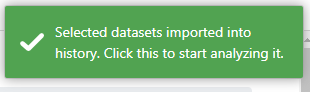 Selected datasets imported into
history. Click this to start analyzing it.